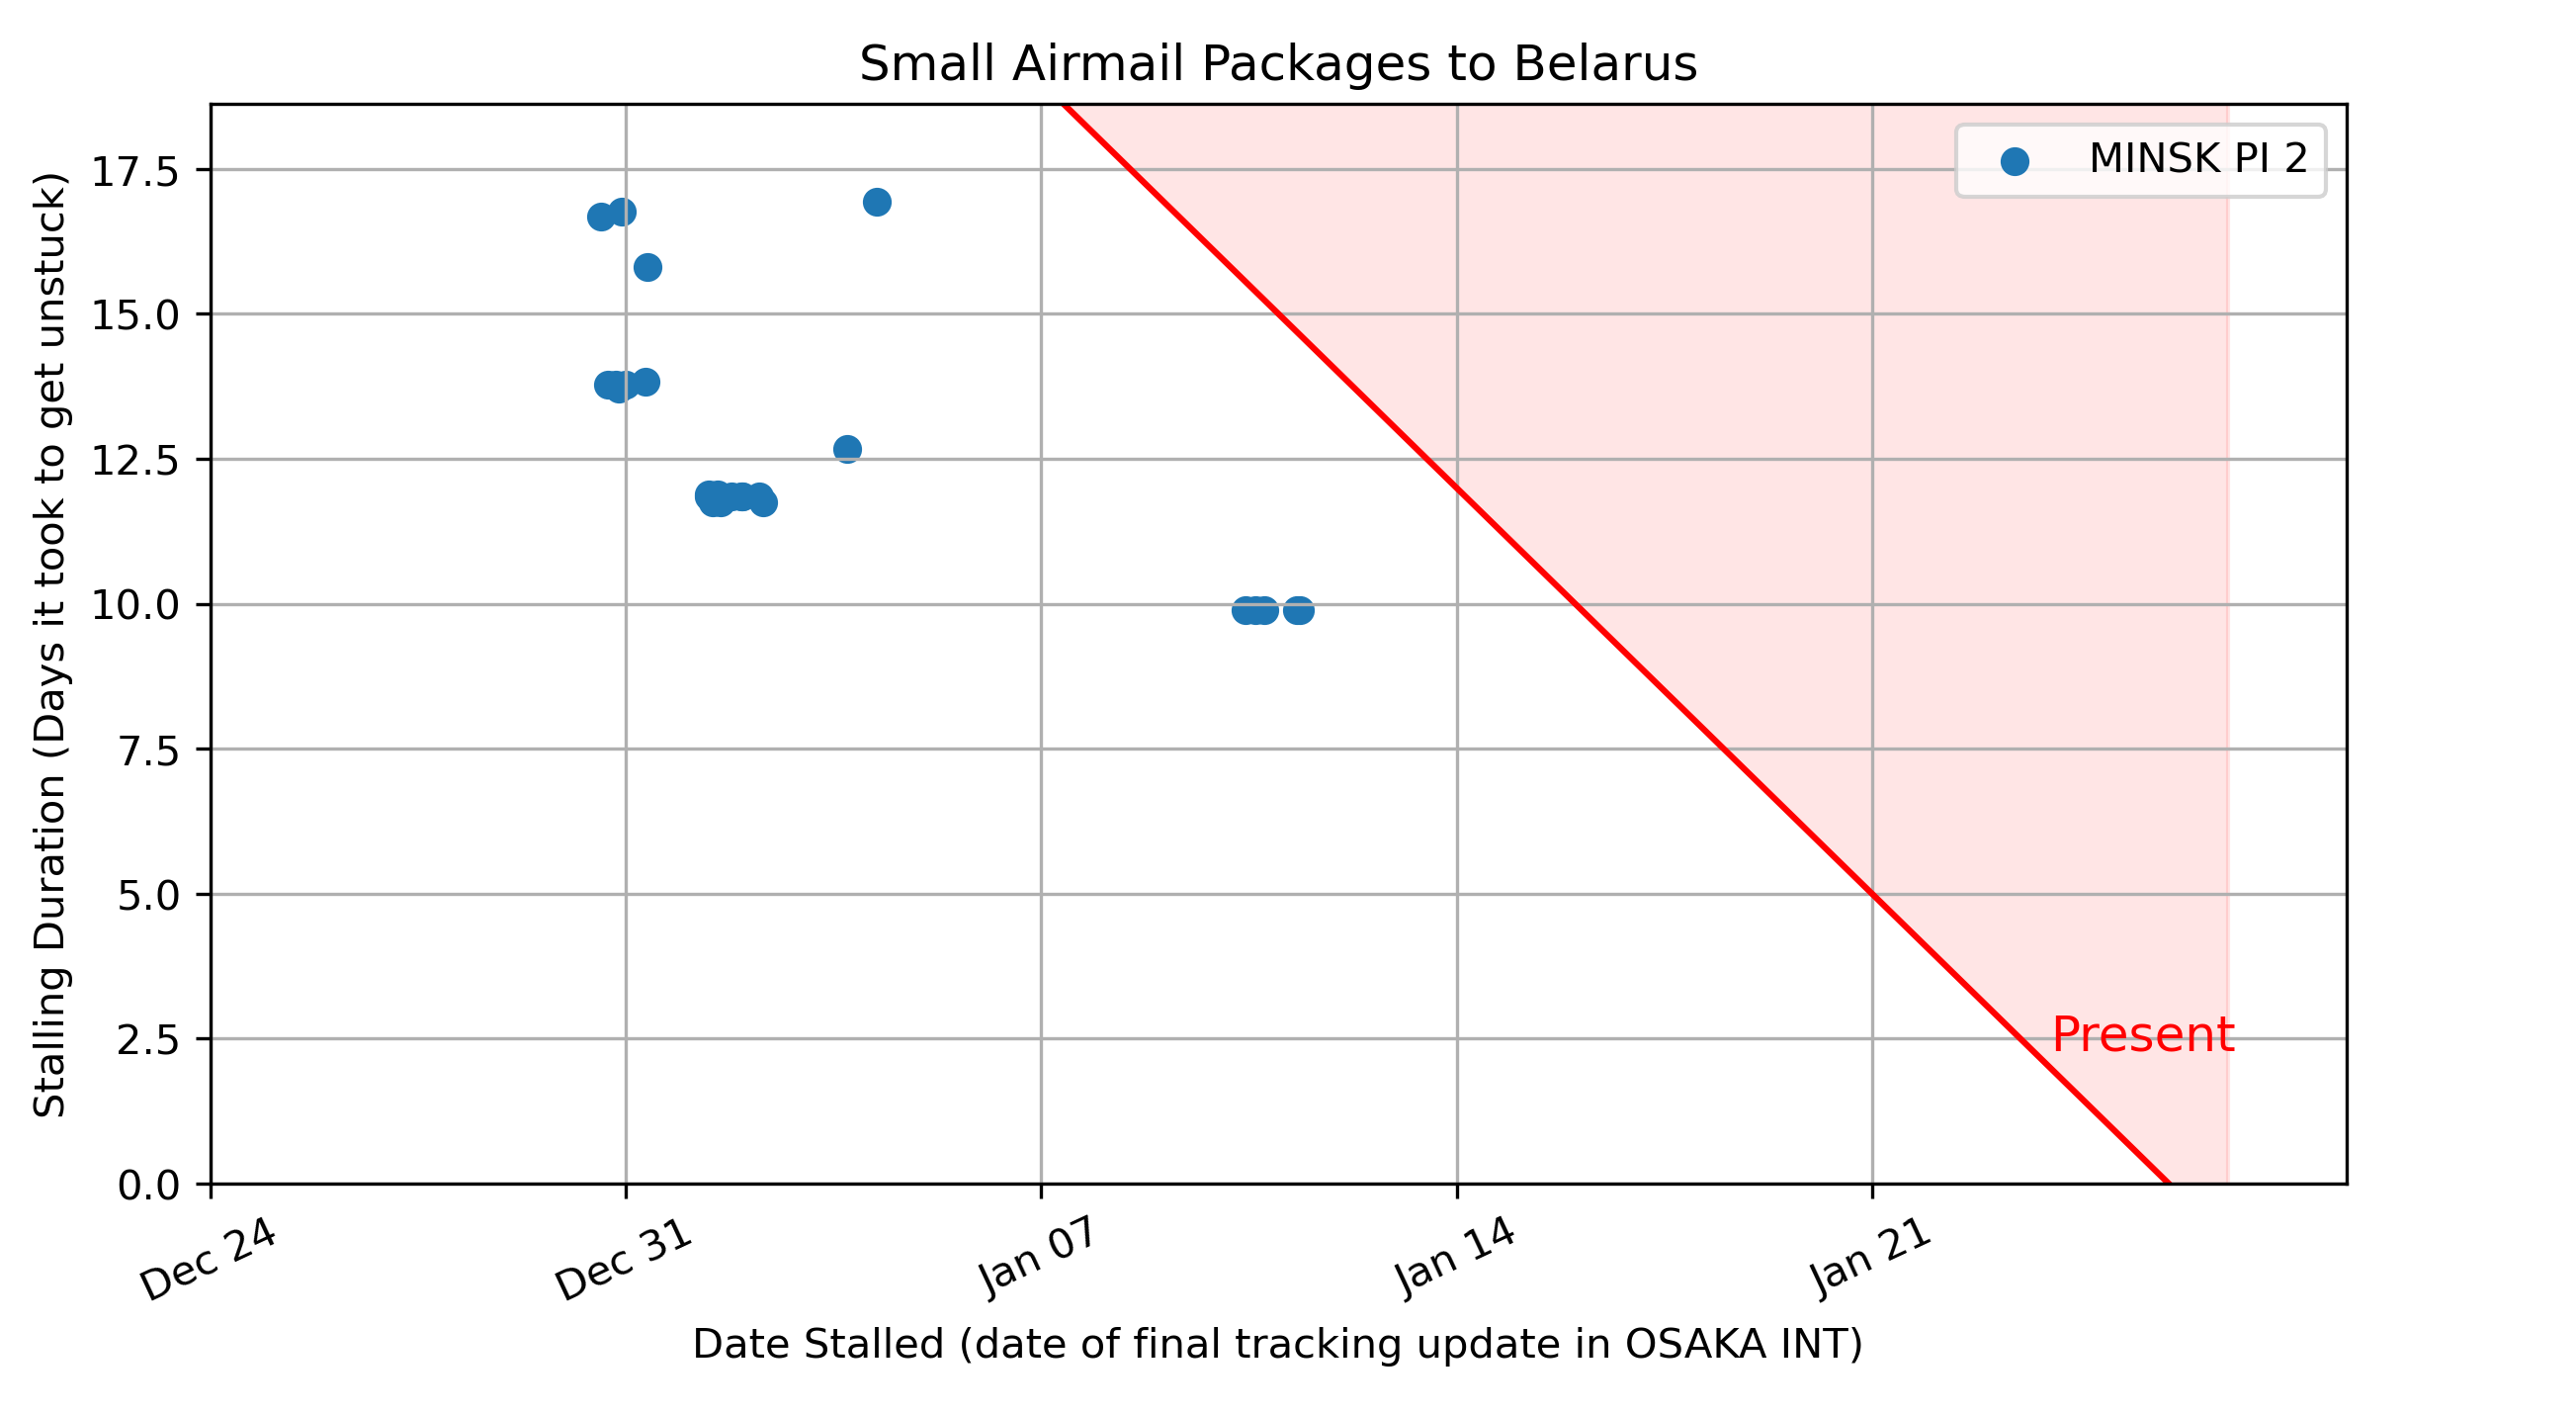 Small Airmail Packages to Belarus
MINSK PI 2
Stalling Duration (Days it took to get unstuck)
17.5
15.0
12.5
10.0
7.5
5.0
2.5
0.0
Present
Dec 24
Dec 31
Jan 07
Jan 14
Jan 21
Date Stalled (date of final tracking update in OSAKA INT)